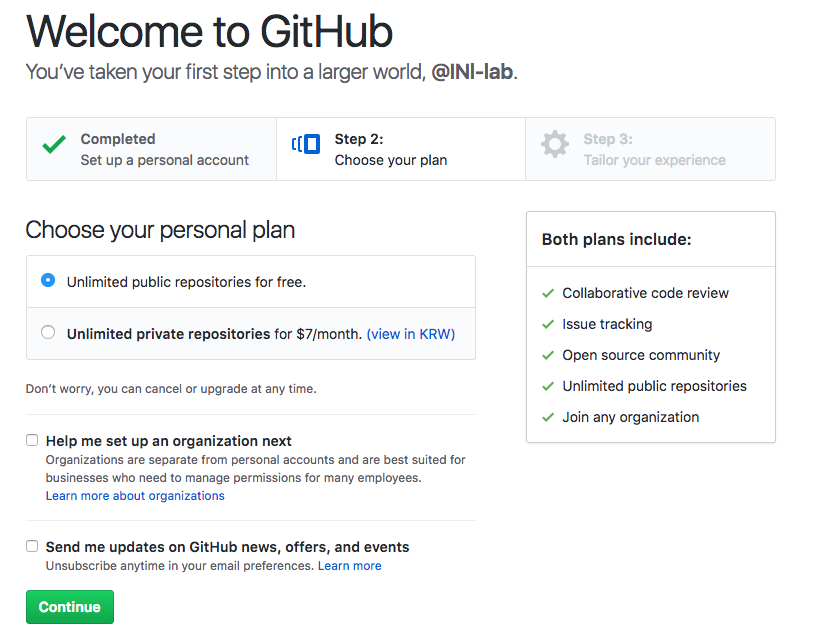 Welcome to GitHub
You’ve taken your first step into a larger world, @INI-lab.
Completed
Set up a personal account
Step 2:
Choose your plan
Step 3:
Tailor your experience
Choose your personal plan
Unlimited public repositories for free.
Unlimited private repositories for $7/month. (view in KRW)
Don’t worry, you can cancel or upgrade at any time.
Help me set up an organization next
Organizations are separate from personal accounts and are best suited for
businesses who need to manage permissions for many employees.
Learn more about organizations
Send me updates on GitHub news, offers, and events
Unsubscribe anytime in your email preferences. Learn more
Continue
Both plans include:
Collaborative code review
Issue tracking
Open source community
Unlimited public repositories
Join any organization